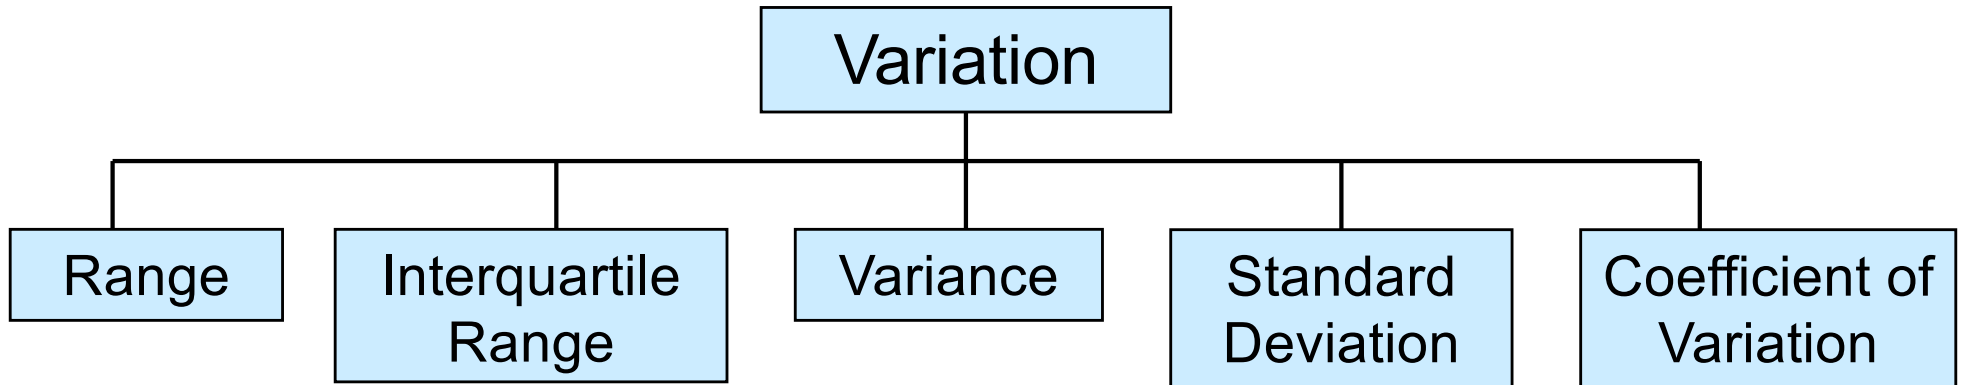 Variation
Range
Interquartile
Range
Variance
Standard
Deviation
Coefficient of
Variation